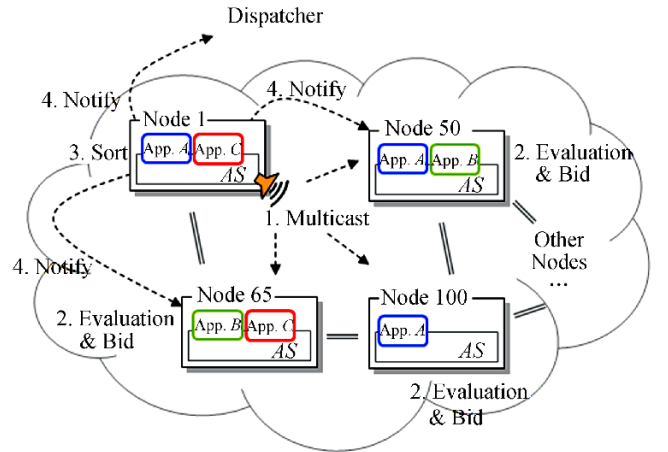 Dispatcher
4. Notify
4. Notify
Node 1
App. A
App. C
AS
3. Sort
Node 50
App. A
App. B
AS
2. Evaluation
& Bid
1. Multicast
Other
Nodes
...
4. Notify
Node 65
App. B
App. C
AS
2. Evaluation
& Bid
Node 100
App. A
AS
2. Evaluation
& Bid